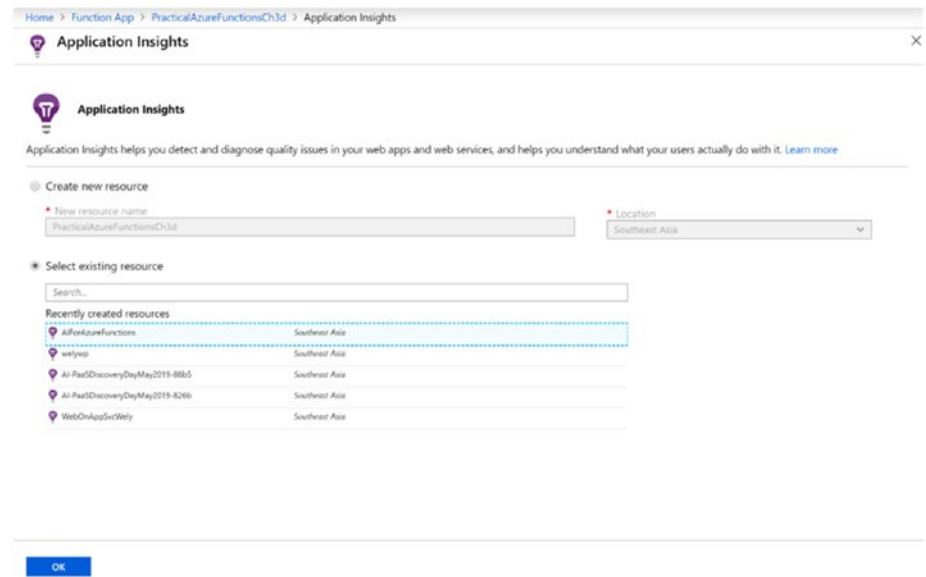 Home > Function App > PracticalAzureFunctionsCh3d > Application Insights
Application Insights
Application Insights
Application Insights helps you detect and diagnose quality issues in your web apps and web services, and helps you understand what your users actually do with it. Learn more
Create new resource
* New resource name
* Location
PracticalAzureFunctionsCh3d
Southeast Asia
Select existing resource
Search...
Recently created resources
AIForAzureFunctions Southeast Asia
welywp Southeast Asia
AI-PaaSDiscoveryDayMay2019-88b5 Southeast Asia
AI-PaaSDiscoveryDayMay2019-826b Southeast Asia
WebOnAppSvcWely Southeast Asia
OK